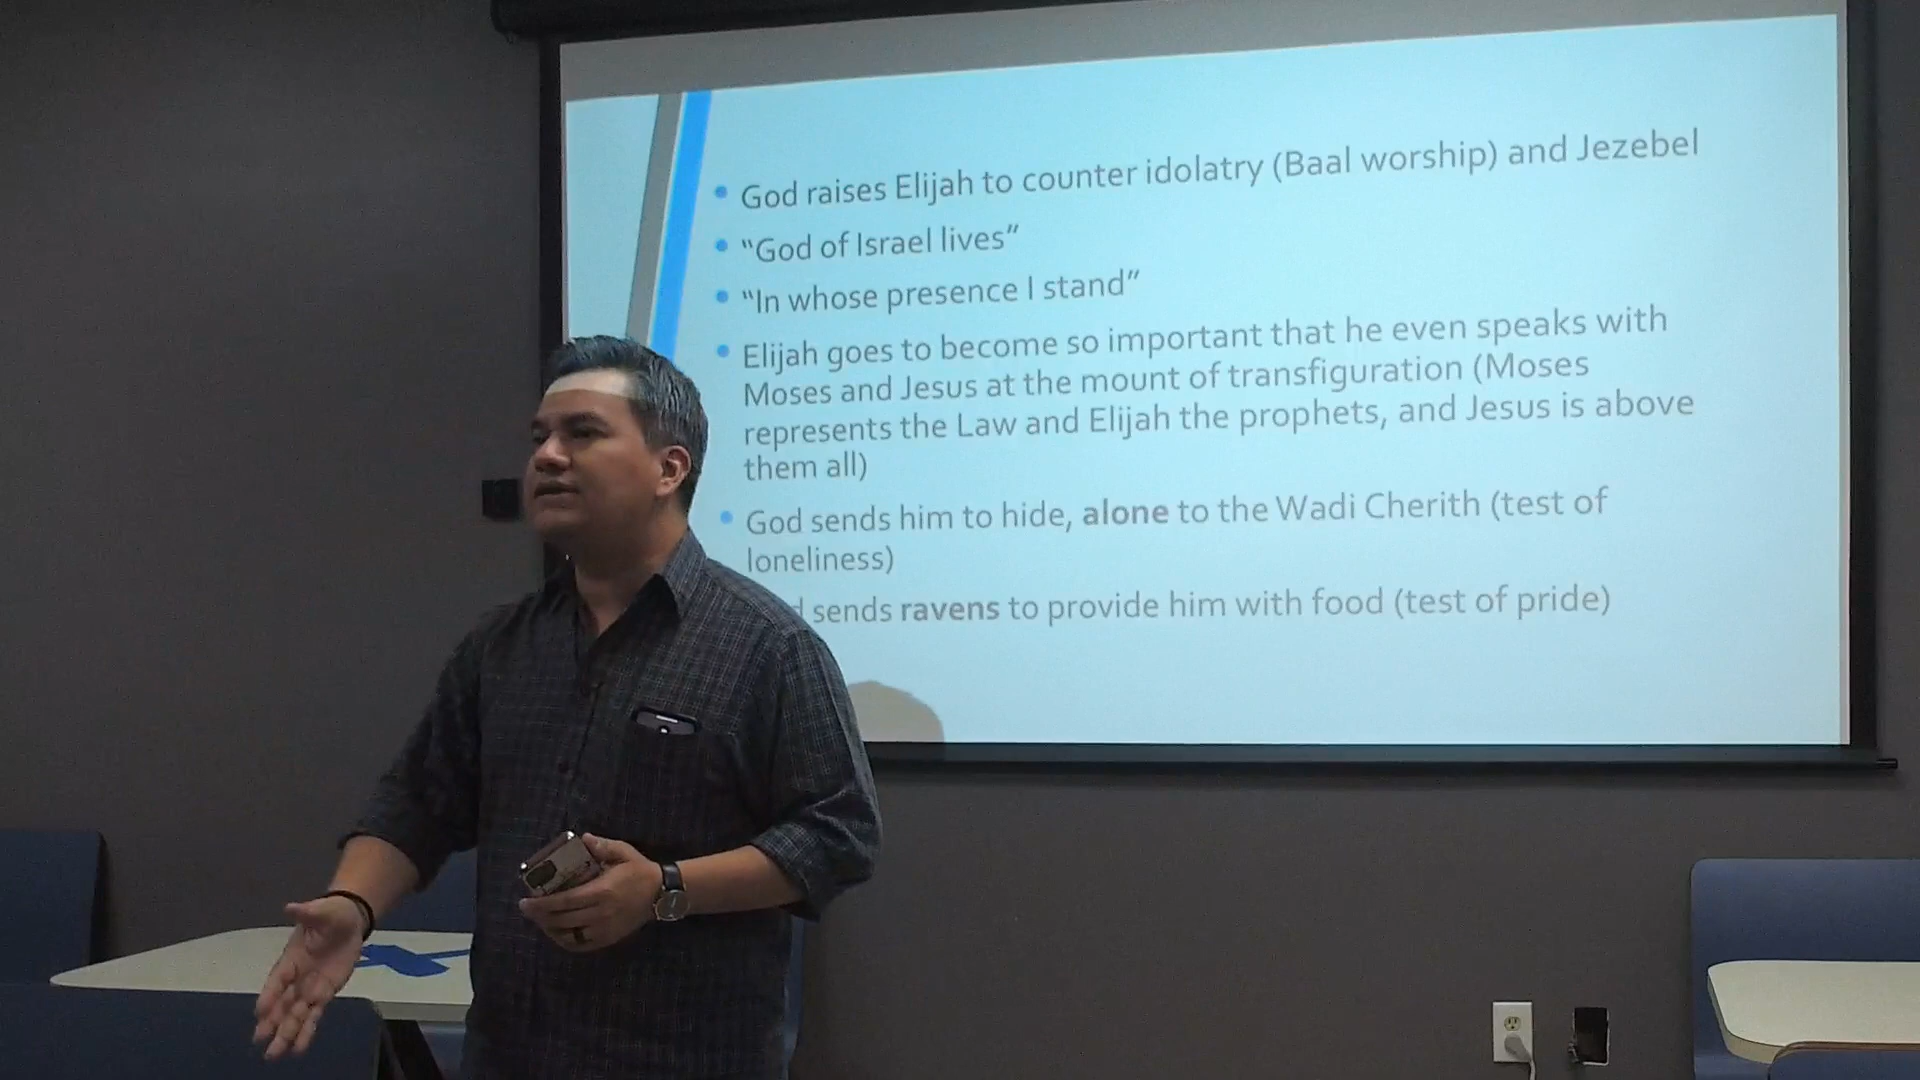 • God raises Elijah to counter idolatry (Baal worship) and Jezebel
• “God of Israel lives”
• “In whose presence I stand”
• Elijah goes to become so important that he even speaks with
Moses and Jesus at the mount of transfiguration (Moses
represents the Law and Elijah the prophets, and Jesus is above
them all)
• God sends him to hide, alone to the Wadi Cherith (test of
loneliness)
sends ravens to provide him with food (test of pride)